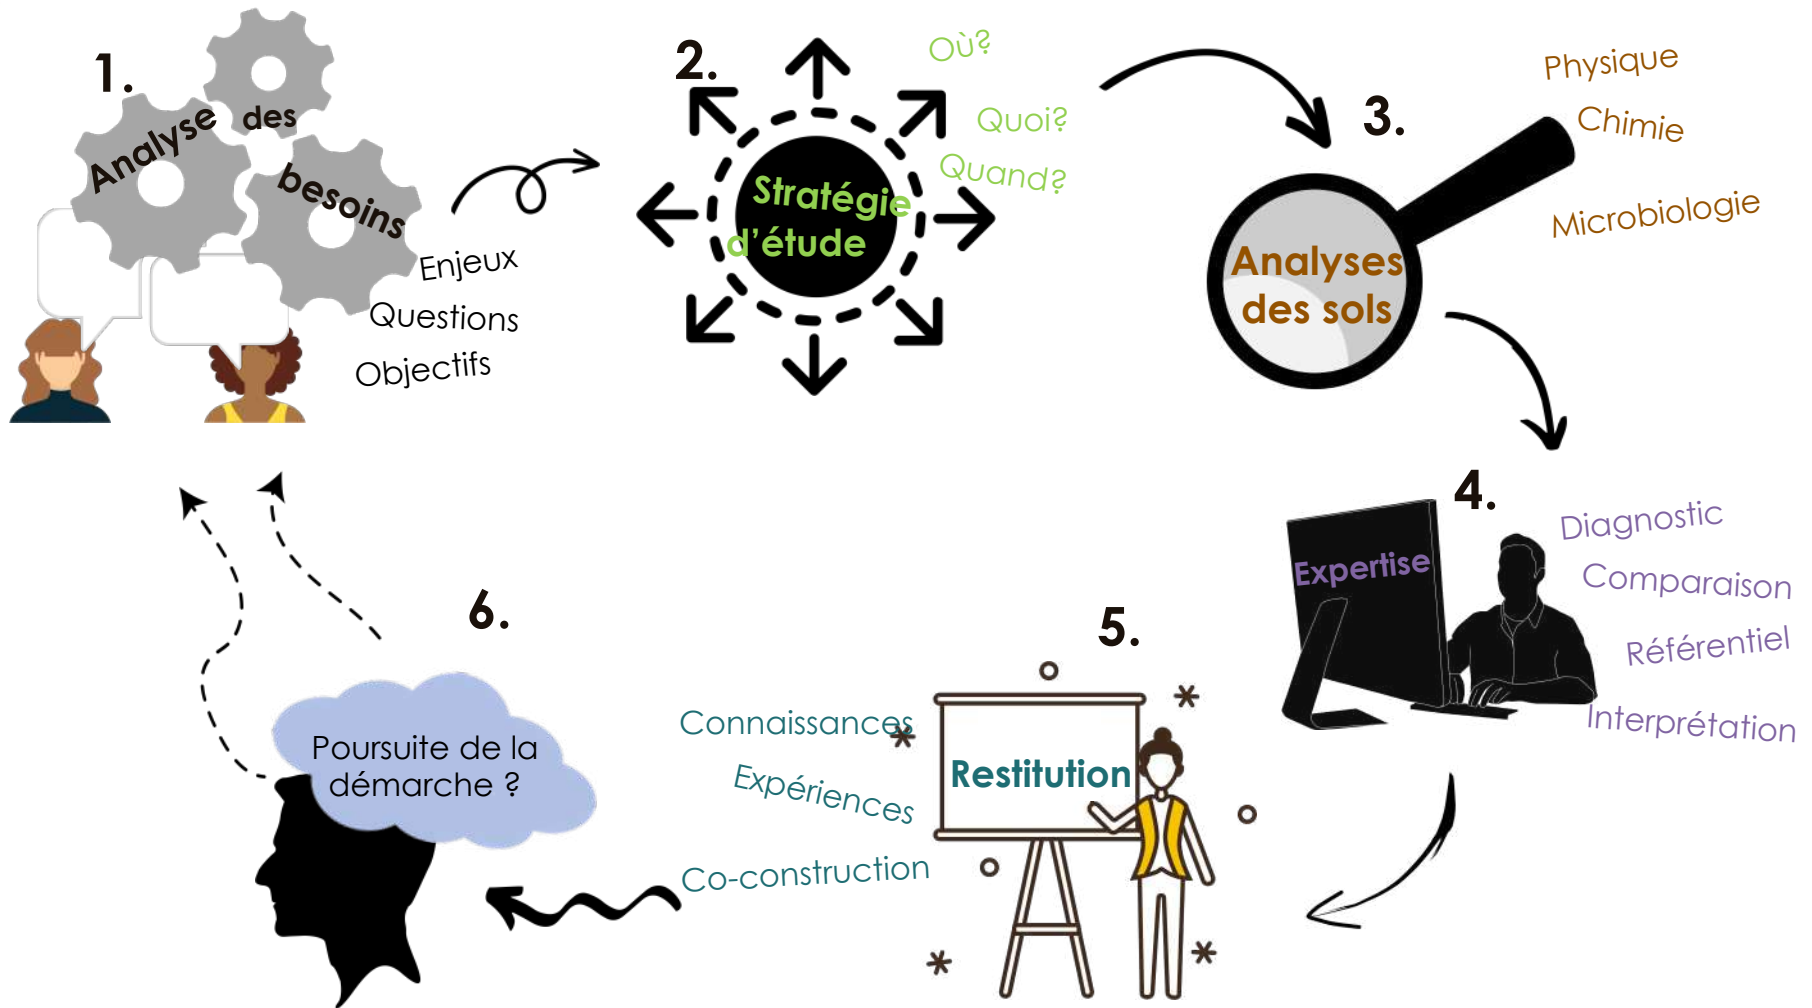 1.
Analyse des
besoins
Enjeux
Questions
Objectifs
2.
Stratégie
d'étude
Où?
Quoi?
Quand?
3.
Analyses
des sols
Physique
Chimie
Microbiologie
4.
Expertise
Diagnostic
Comparaison
Référentiel
Interprétation
5.
Restitution
Connaissances
Expériences
Co-construction
6.
Poursuite de la
démarche ?